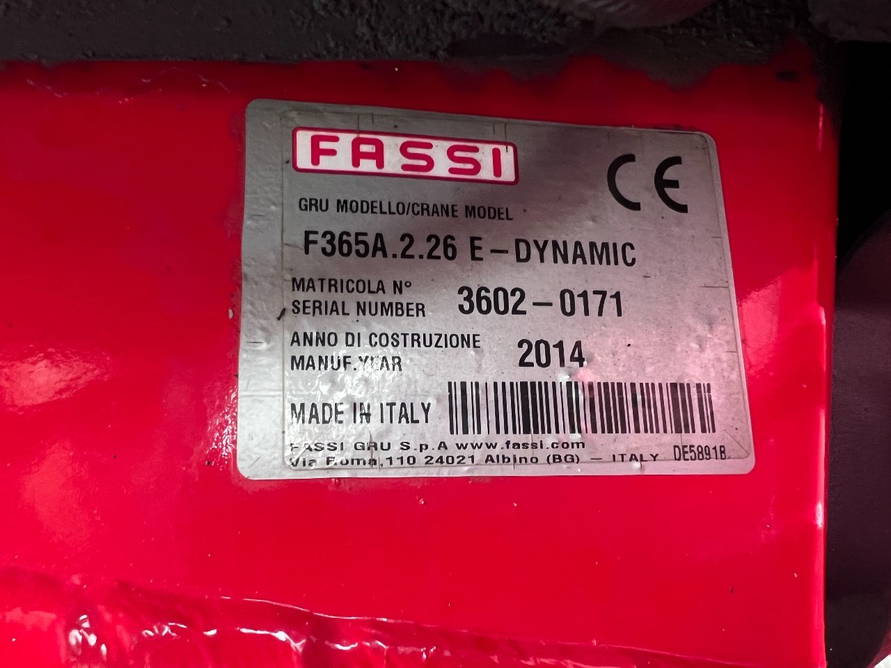 FASSI
CE
GRU MODELLO/CRANE MODEL
F365A.2.26 E-DYNAMIC
MATRICOLA N°
SERIAL NUMBER 3602-0171
ANNO DI COSTRUZIONE
MANUF.YEAR 2014
MADE IN ITALY
FASSI GRU S.p.A www.fassi.com
Via Roma,110 24021 Albino (BG) - ITALY DE5891B